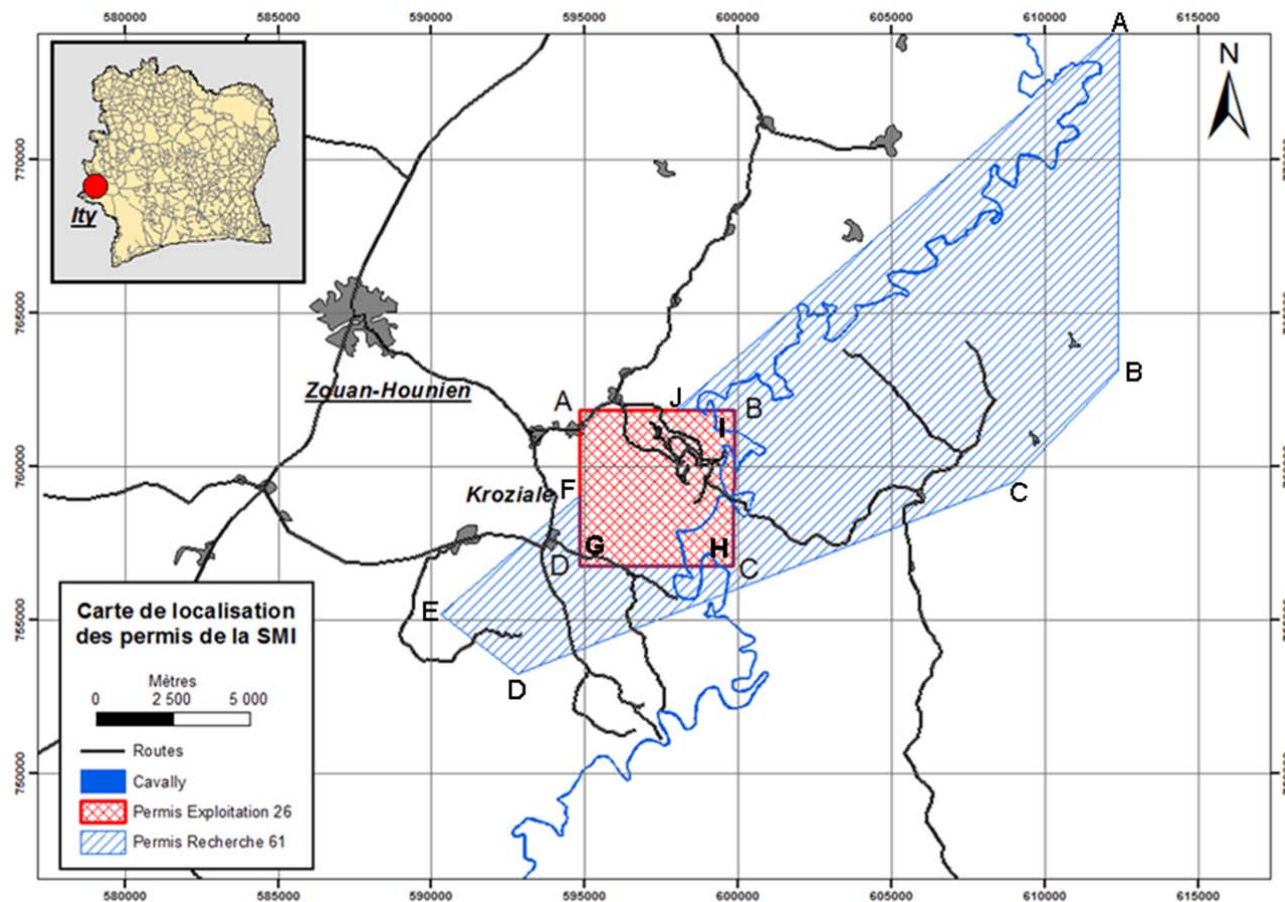 580000 585000 590000 595000 600000 605000 610000 615000
A
N
Ity
770000
765000
Zouan-Hounien
A J B
I
B
760000
Kroziale
F
C
G H
D C
E
D
755000
Carte de localisation
des permis de la SMI
Mètres
0 2 500 5 000
Routes
Cavally
Permis Exploitation 26
Permis Recherche 61
750000
580000 585000 590000 595000 600000 605000 610000 615000